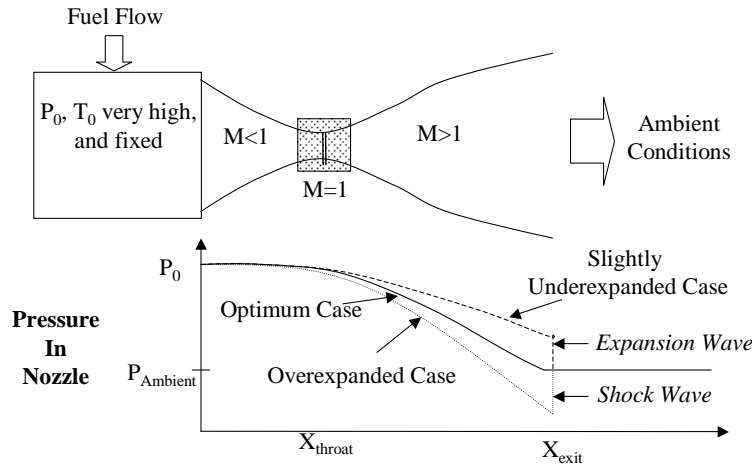 Fuel Flow
P0, T0 very high,
and fixed
M<1
M=1
M>1
Ambient
Conditions
Pressure
In
Nozzle
P0
PAmbient
Optimum Case
Overexpanded Case
Slightly
Underexpanded Case
Expansion Wave
Shock Wave
Xthroat
Xexit